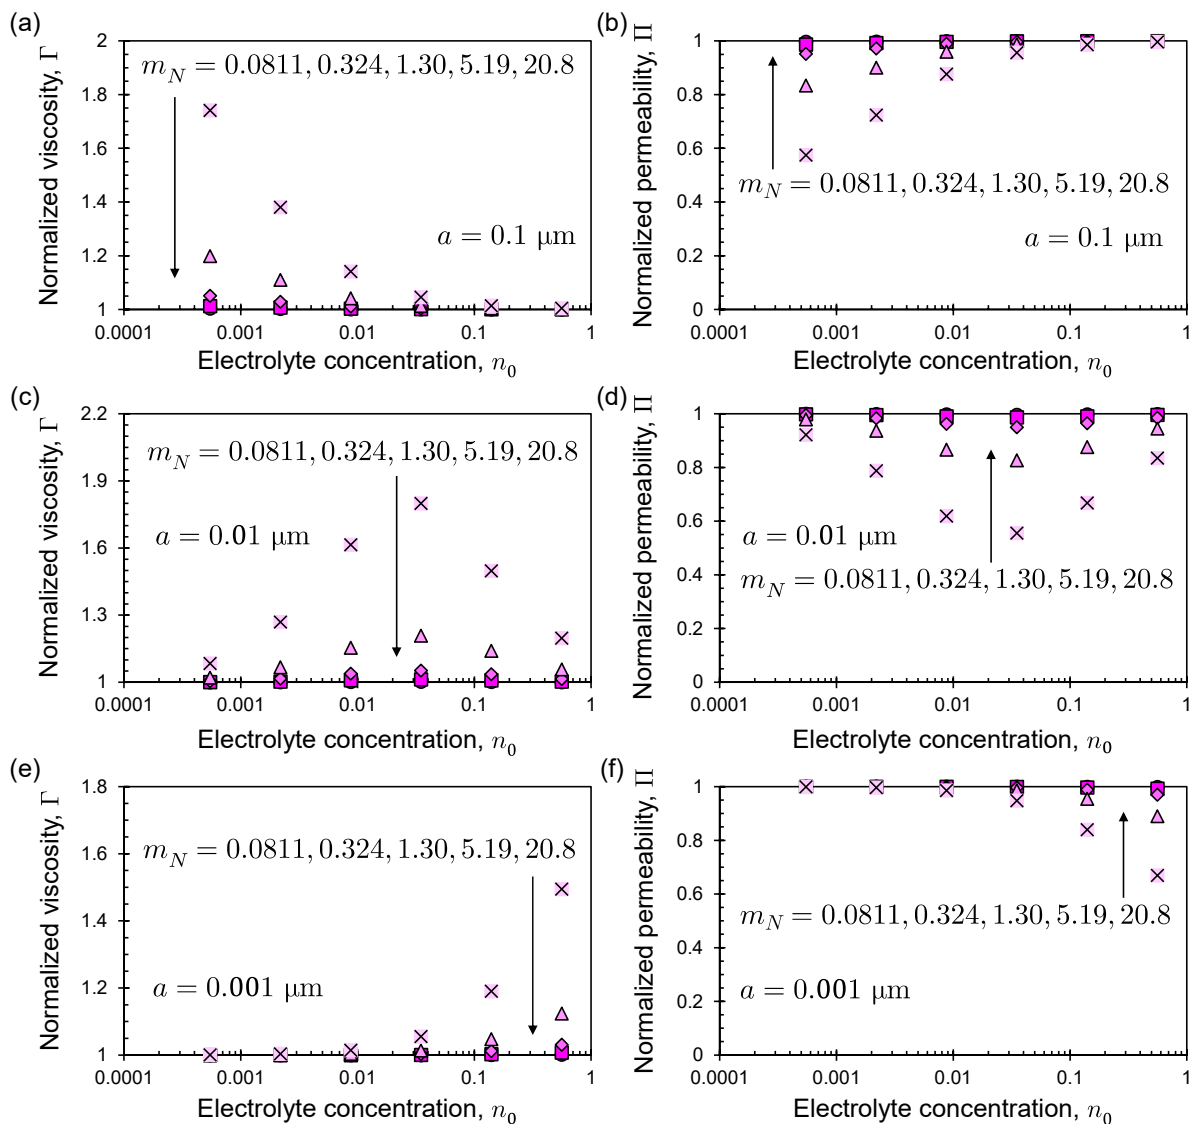 (a)
Normalized viscosity, Γ
2
1.8
1.6
1.4
1.2
1
m_N = 0.0811, 0.324, 1.30, 5.19, 20.8
a = 0.1 μm
0.0001 0.001 0.01 0.1 1
Electrolyte concentration, n_0
(b)
Normalized permeability, Π
1
0.8
0.6
0.4
0.2
0
m_N = 0.0811, 0.324, 1.30, 5.19, 20.8
a = 0.1 μm
0.0001 0.001 0.01 0.1 1
Electrolyte concentration, n_0
(c)
Normalized viscosity, Γ
2.2
1.9
1.6
1.3
1
m_N = 0.0811, 0.324, 1.30, 5.19, 20.8
a = 0.01 μm
0.0001 0.001 0.01 0.1 1
Electrolyte concentration, n_0
(d)
Normalized permeability, Π
1
0.8
0.6
0.4
0.2
0
a = 0.01 μm
m_N = 0.0811, 0.324, 1.30, 5.19, 20.8
0.0001 0.001 0.01 0.1 1
Electrolyte concentration, n_0
(e)
Normalized viscosity, Γ
1.8
1.6
1.4
1.2
1
m_N = 0.0811, 0.324, 1.30, 5.19, 20.8
a = 0.001 μm
0.0001 0.001 0.01 0.1 1
Electrolyte concentration, n_0
(f)
Normalized permeability, Π
1
0.8
0.6
0.4
0.2
0
m_N = 0.0811, 0.324, 1.30, 5.19, 20.8
a = 0.001 μm
0.0001 0.001 0.01 0.1 1
Electrolyte concentration, n_0